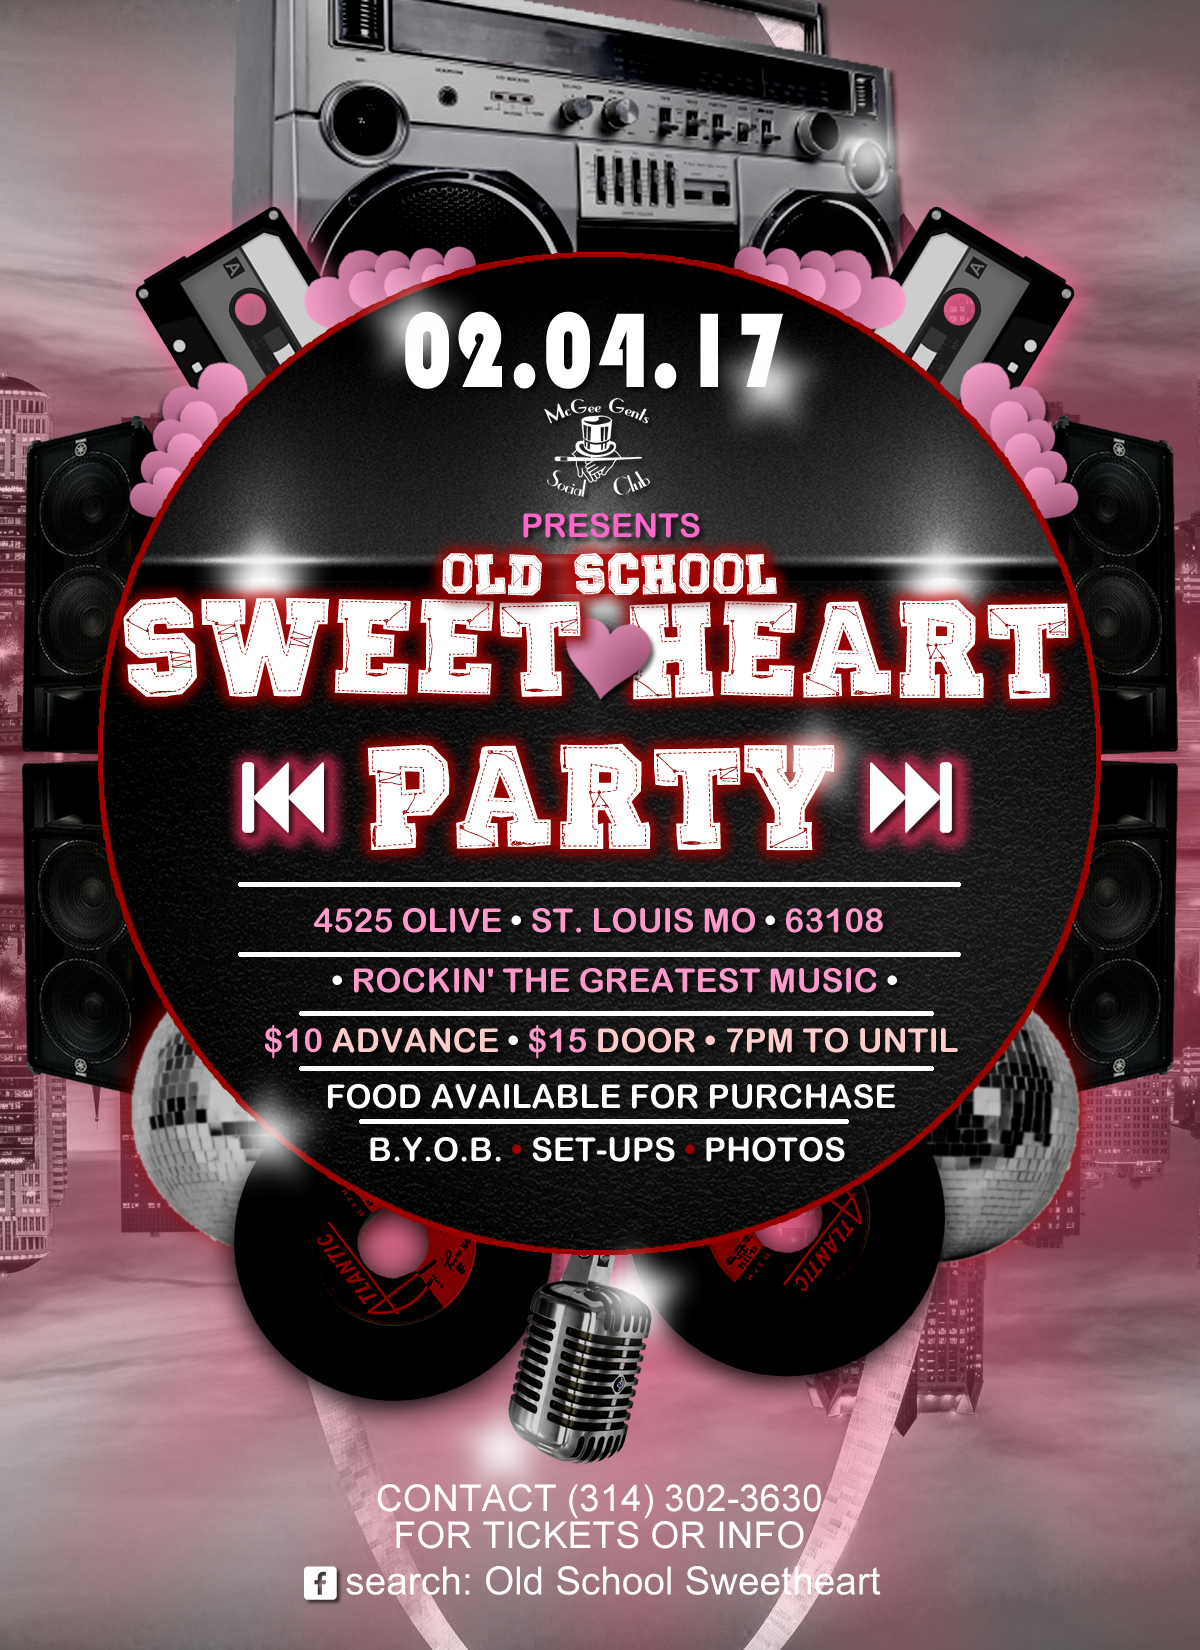 02.04.17
McGee Gents
Social Club
PRESENTS
OLD SCHOOL
SWEET HEART
PARTY
4525 OLIVE • ST. LOUIS MO • 63108
• ROCKIN' THE GREATEST MUSIC •
$10 ADVANCE • $15 DOOR • 7PM TO UNTIL
FOOD AVAILABLE FOR PURCHASE
B.Y.O.B. • SET-UPS • PHOTOS
A
A
ATLANTIC
ATLANTIC
CONTACT (314) 302-3630
FOR TICKETS OR INFO
f search: Old School Sweetheart